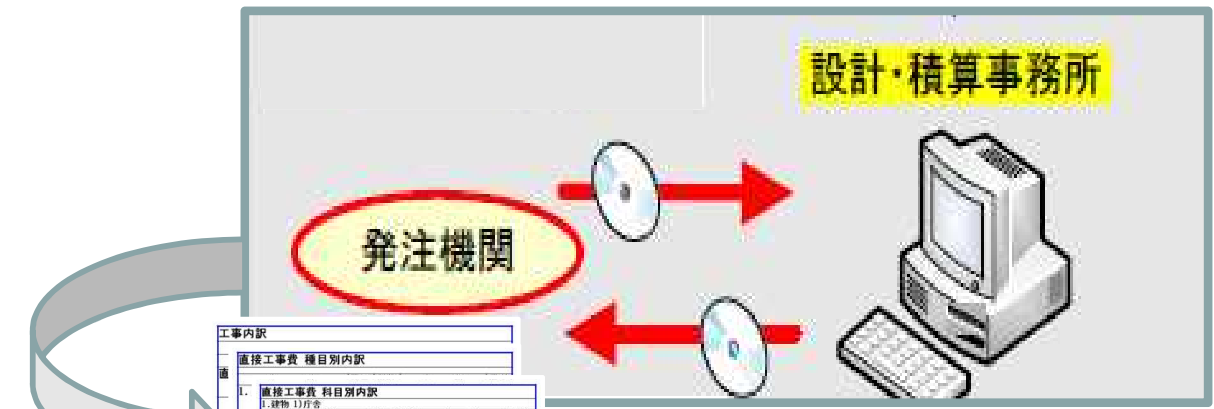 設計・積算事務所
発注機関
工事内訳
直接工事費 種目別内訳
直
1. 直接工事費 科目別内訳
1.建物 1)庁舎